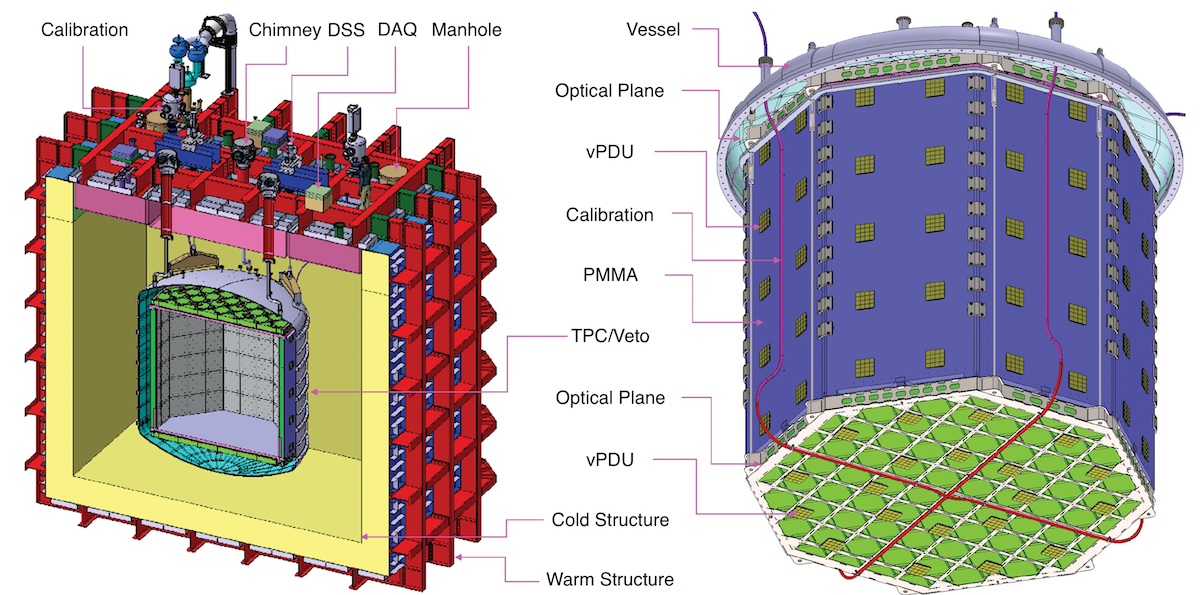 Calibration
Chimney
DSS
DAQ
Manhole
Vessel
Optical Plane
vPDU
Calibration
PMMA
TPC/Veto
Optical Plane
vPDU
Cold Structure
Warm Structure